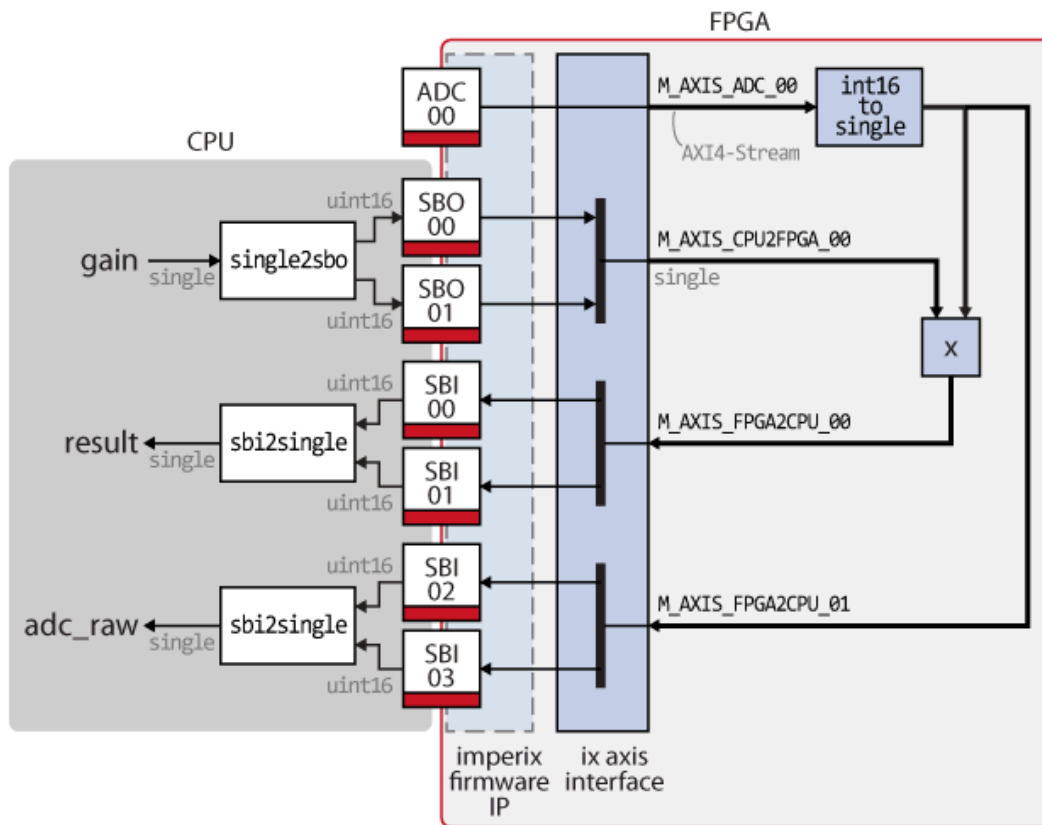 FPGA
CPU
ADC
00
M_AXIS_ADC_00
AXI4-Stream
int16
to
single
gain
single
single2sbo
uint16
uint16
SBO
00
SBO
01
M_AXIS_CPU2FPGA_00
single
x
result
single
sbi2single
uint16
uint16
SBI
00
SBI
01
M_AXIS_FPGA2CPU_00
adc_raw
single
sbi2single
uint16
uint16
SBI
02
SBI
03
M_AXIS_FPGA2CPU_01
imperix
firmware
IP
ix axis
interface